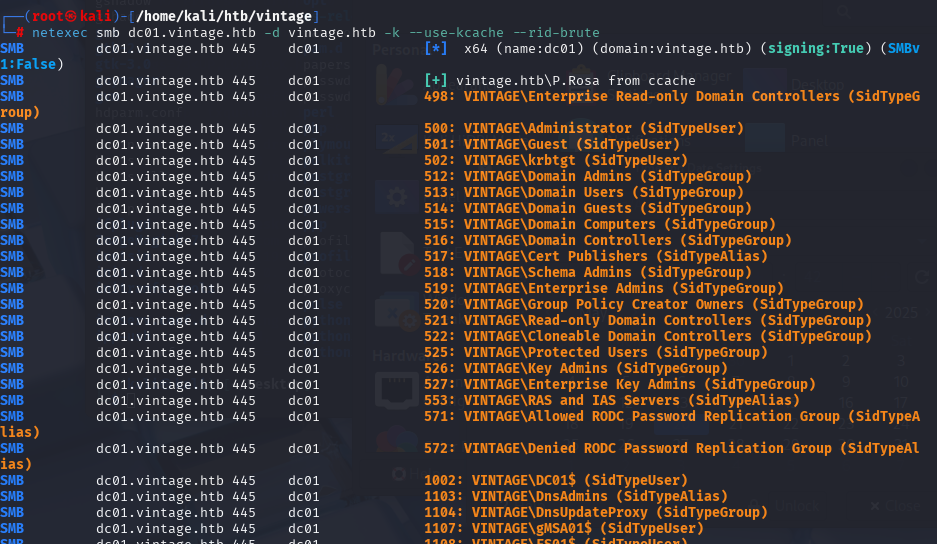 ┌──(root㉿kali)-[/home/kali/htb/vintage]
└─# netexec smb dc01.vintage.htb -d vintage.htb -k --use-kcache --rid-brute
SMB dc01.vintage.htb 445 dc01 [*] x64 (name:dc01) (domain:vintage.htb) (signing:True) (SMBv
1:False)
SMB dc01.vintage.htb 445 dc01 [+] vintage.htb\P.Rosa from ccache
SMB dc01.vintage.htb 445 dc01 498: VINTAGE\Enterprise Read-only Domain Controllers (SidTypeG
roup)
SMB dc01.vintage.htb 445 dc01 500: VINTAGE\Administrator (SidTypeUser)
SMB dc01.vintage.htb 445 dc01 501: VINTAGE\Guest (SidTypeUser)
SMB dc01.vintage.htb 445 dc01 502: VINTAGE\krbtgt (SidTypeUser)
SMB dc01.vintage.htb 445 dc01 512: VINTAGE\Domain Admins (SidTypeGroup)
SMB dc01.vintage.htb 445 dc01 513: VINTAGE\Domain Users (SidTypeGroup)
SMB dc01.vintage.htb 445 dc01 514: VINTAGE\Domain Guests (SidTypeGroup)
SMB dc01.vintage.htb 445 dc01 515: VINTAGE\Domain Computers (SidTypeGroup)
SMB dc01.vintage.htb 445 dc01 516: VINTAGE\Domain Controllers (SidTypeGroup)
SMB dc01.vintage.htb 445 dc01 517: VINTAGE\Cert Publishers (SidTypeAlias)
SMB dc01.vintage.htb 445 dc01 518: VINTAGE\Schema Admins (SidTypeGroup)
SMB dc01.vintage.htb 445 dc01 519: VINTAGE\Enterprise Admins (SidTypeGroup)
SMB dc01.vintage.htb 445 dc01 520: VINTAGE\Group Policy Creator Owners (SidTypeGroup)
SMB dc01.vintage.htb 445 dc01 521: VINTAGE\Read-only Domain Controllers (SidTypeGroup)
SMB dc01.vintage.htb 445 dc01 522: VINTAGE\Cloneable Domain Controllers (SidTypeGroup)
SMB dc01.vintage.htb 445 dc01 525: VINTAGE\Protected Users (SidTypeGroup)
SMB dc01.vintage.htb 445 dc01 526: VINTAGE\Key Admins (SidTypeGroup)
SMB dc01.vintage.htb 445 dc01 527: VINTAGE\Enterprise Key Admins (SidTypeGroup)
SMB dc01.vintage.htb 445 dc01 553: VINTAGE\RAS and IAS Servers (SidTypeAlias)
SMB dc01.vintage.htb 445 dc01 571: VINTAGE\Allowed RODC Password Replication Group (SidTypeA
lias)
SMB dc01.vintage.htb 445 dc01 572: VINTAGE\Denied RODC Password Replication Group (SidTypeAl
ias)
SMB dc01.vintage.htb 445 dc01 1002: VINTAGE\DC01$ (SidTypeUser)
SMB dc01.vintage.htb 445 dc01 1103: VINTAGE\DnsAdmins (SidTypeAlias)
SMB dc01.vintage.htb 445 dc01 1104: VINTAGE\DnsUpdateProxy (SidTypeGroup)
SMB dc01.vintage.htb 445 dc01 1107: VINTAGE\gMSA01$ (SidTypeUser)
SMB dc01.vintage.htb 445 dc01 1108: VINTAGE\FS01$ (SidTypeUser)